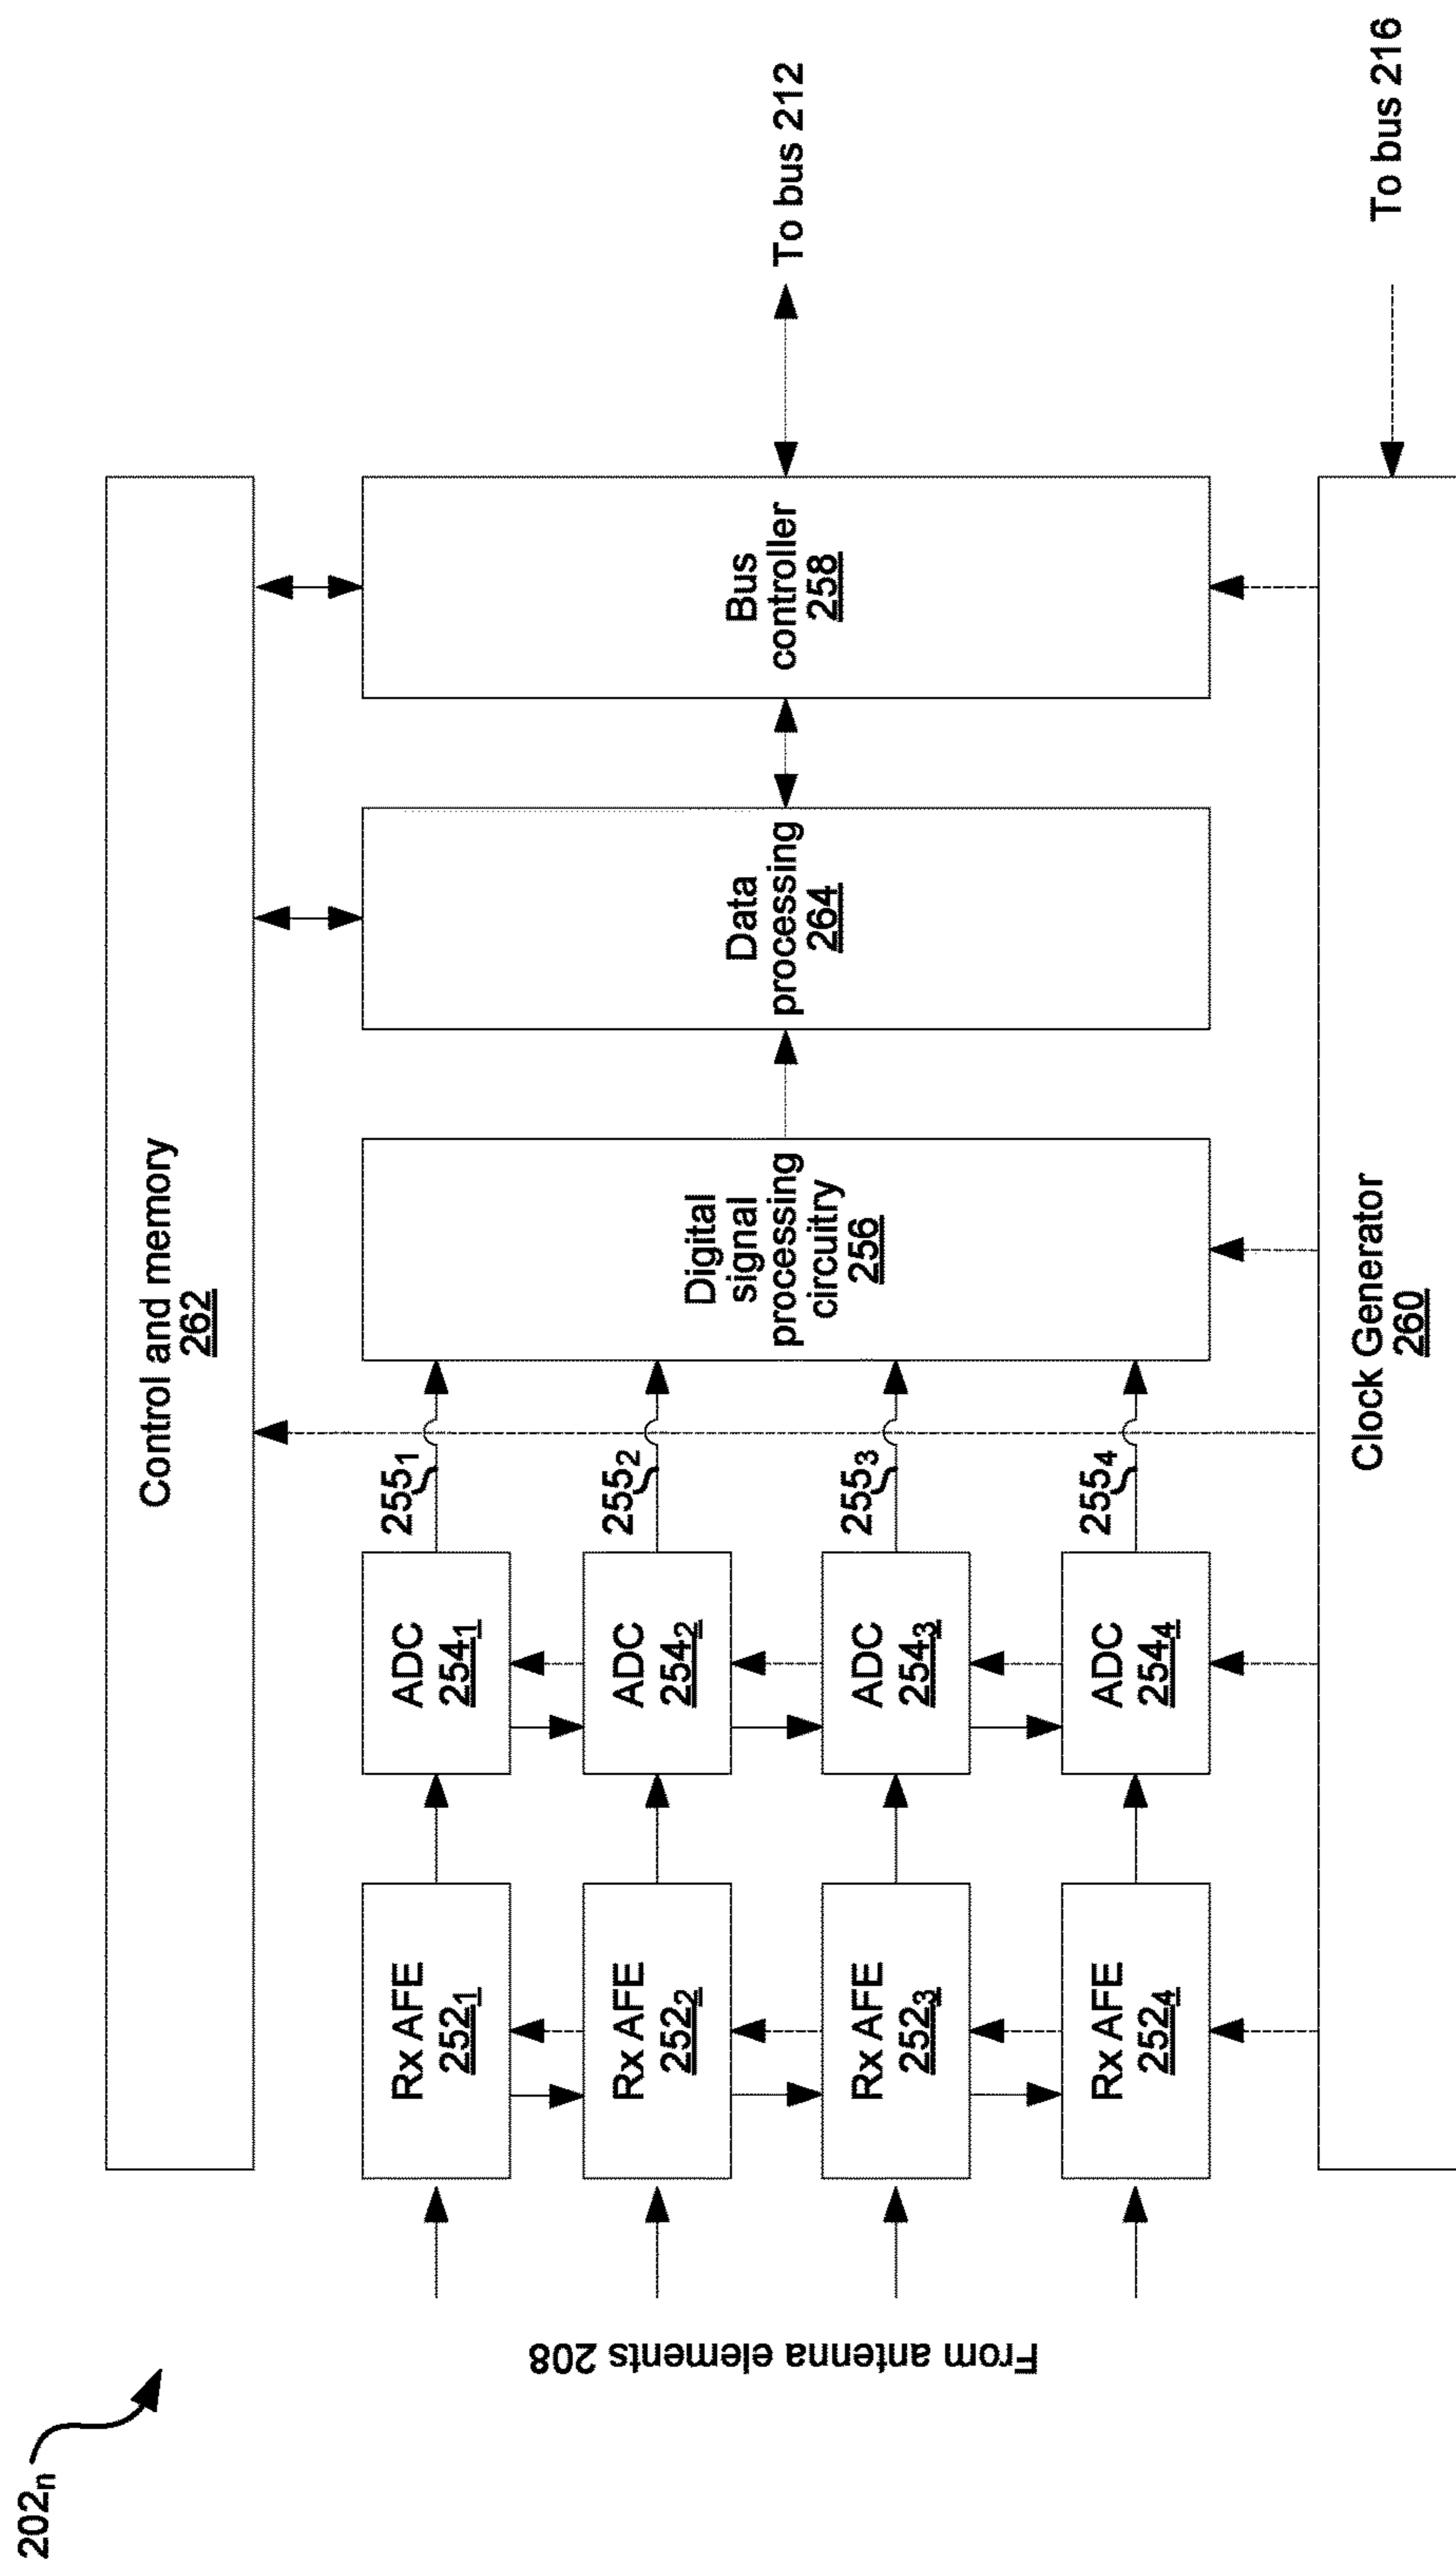 202n
Control and memory
262
From antenna elements 208
Rx AFE
252₁
ADC
254₁
255₁
Rx AFE
252₂
ADC
254₂
255₂
Rx AFE
252₃
ADC
254₃
255₃
Rx AFE
252₄
ADC
254₄
255₄
Digital
signal
processing
circuitry
256
Data
processing
264
Bus
controller
258
To bus 212
Clock Generator
260
To bus 216